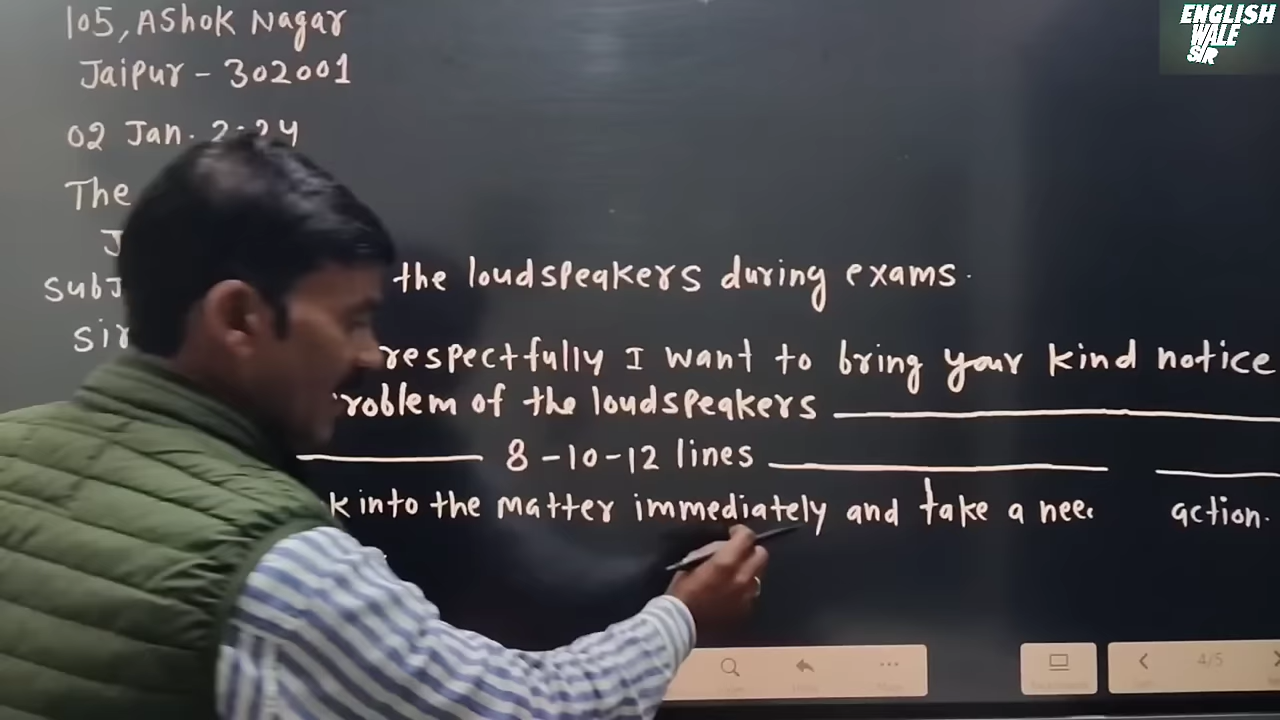 105, Ashok Nagar
Jaipur - 302001
02 Jan.
The
J
subj the loudspeakers during exams.
Sir
respectfully I want to bring your kind notice
roblem of the loudspeakers
8-10-12 lines
k into the matter immediately and take a action.
ENGLISH
WALE
SIR
4/5